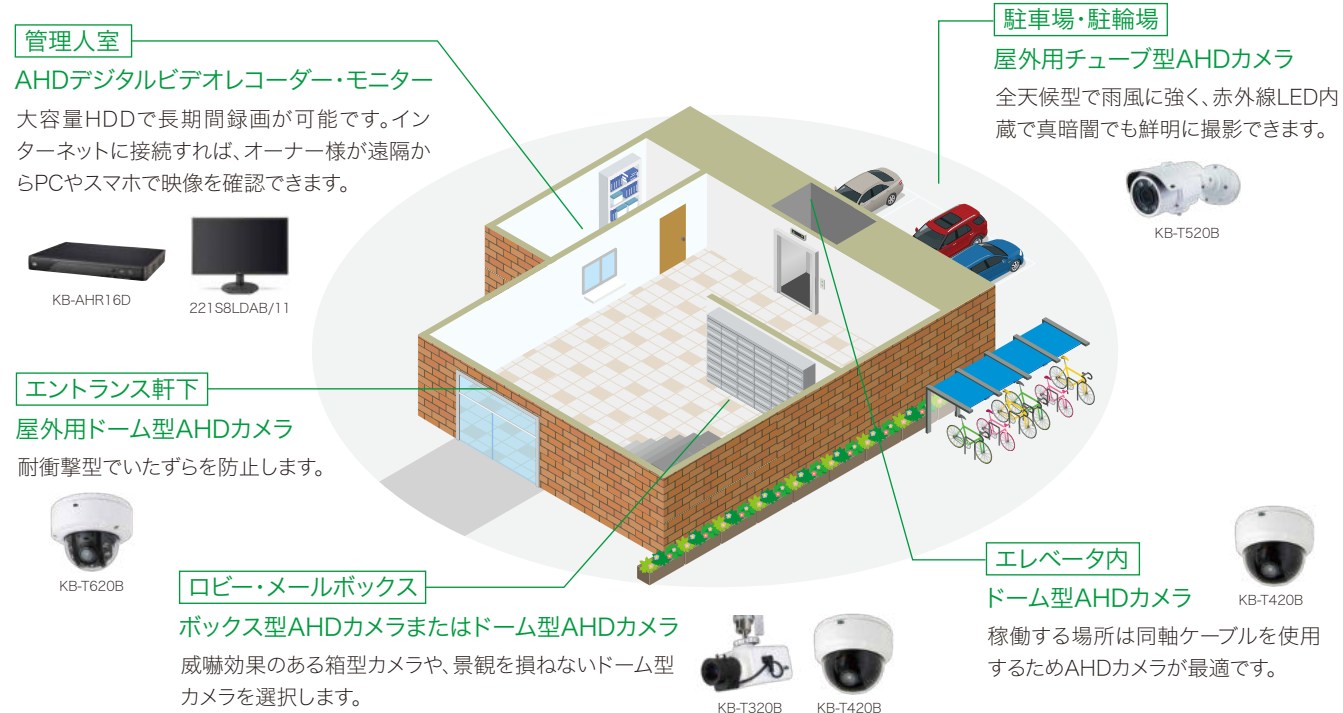 管理人室
AHDデジタルビデオレコーダー・モニター
大容量HDDで長期間録画が可能です。イン
ターネットに接続すれば、オーナー様が遠隔か
らPCやスマホで映像を確認できます。
KB-AHR16D
221S8LDAB/11
駐車場・駐輪場
屋外用チューブ型AHDカメラ
全天候型で雨風に強く、赤外線LED内
蔵で真暗闇でも鮮明に撮影できます。
KB-T520B
エントランス軒下
屋外用ドーム型AHDカメラ
耐衝撃型でいたずらを防止します。
KB-T620B
ロビー・メールボックス
ボックス型AHDカメラまたはドーム型AHDカメラ
威嚇効果のある箱型カメラや、景観を損ねないドーム型
カメラを選択します。
KB-T320B
KB-T420B
エレベータ内
ドーム型AHDカメラ
稼働する場所は同軸ケーブルを使用
するためAHDカメラが最適です。
KB-T420B